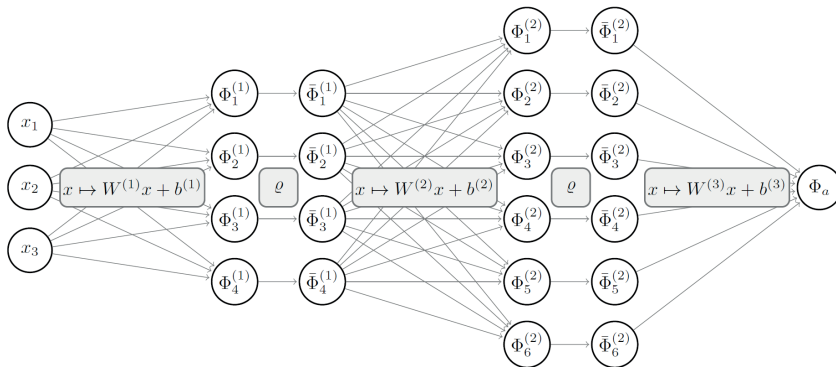 Φ₁⁽²⁾ Φ̄₁⁽²⁾
Φ₁⁽¹⁾ Φ̄₁⁽¹⁾ Φ₂⁽²⁾ Φ̄₂⁽²⁾
x₁
Φ₂⁽¹⁾ Φ̄₂⁽¹⁾ Φ₃⁽²⁾ Φ̄₃⁽²⁾
x₂ x ↦ W⁽¹⁾x + b⁽¹⁾ ϱ x ↦ W⁽²⁾x + b⁽²⁾ ϱ x ↦ W⁽³⁾x + b⁽³⁾ Φₐ
Φ₃⁽¹⁾ Φ̄₃⁽¹⁾ Φ₄⁽²⁾ Φ̄₄⁽²⁾
x₃
Φ₄⁽¹⁾ Φ̄₄⁽¹⁾ Φ₅⁽²⁾ Φ̄₅⁽²⁾
Φ₆⁽²⁾ Φ̄₆⁽²⁾